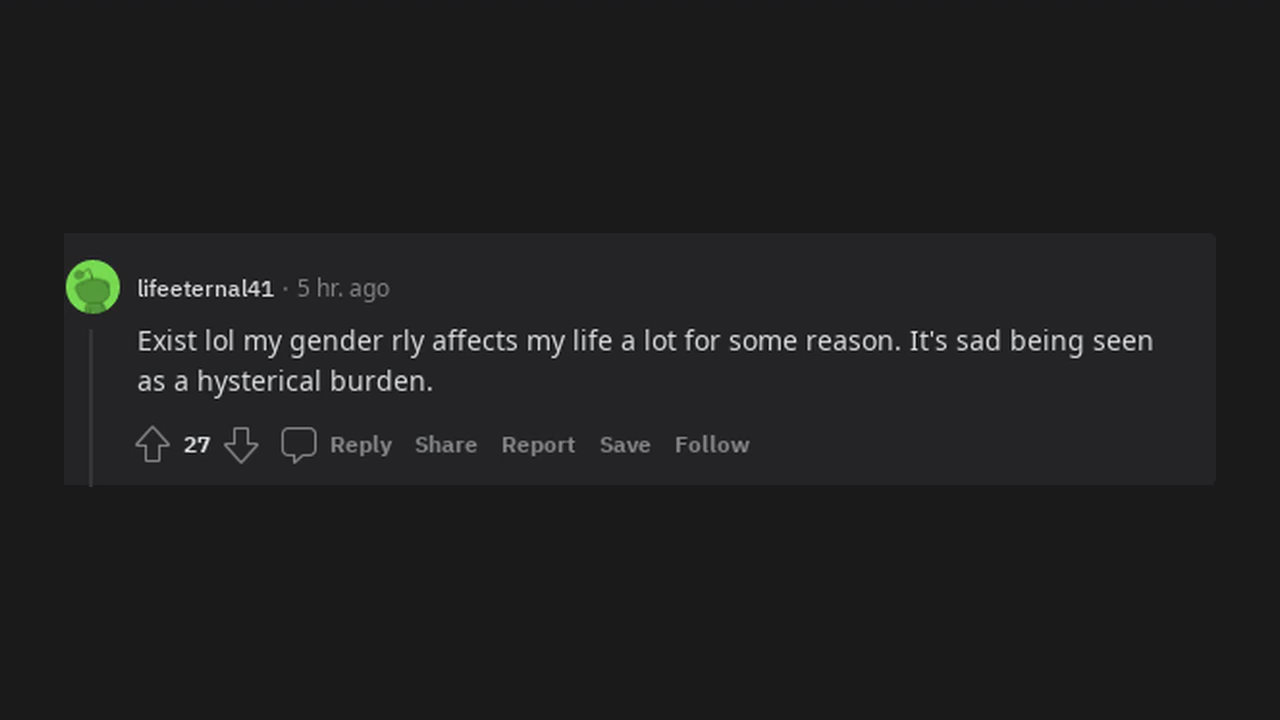 lifeeternal41 · 5 hr. ago
Exist lol my gender rly affects my life a lot for some reason. It's sad being seen
as a hysterical burden.
27 Reply Share Report Save Follow